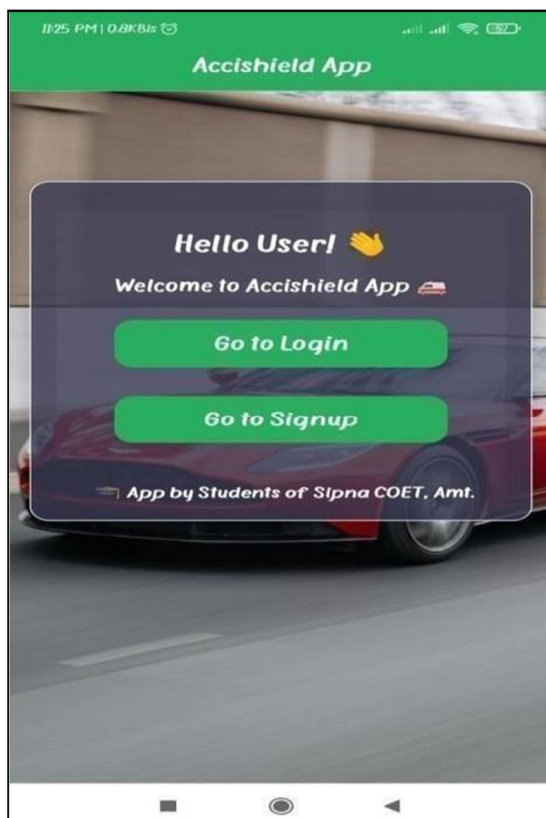 11:25 PM | 0.8KB/s
Accishield App
Hello User! 👋
Welcome to Accishield App 🚑
Go to Login
Go to Signup
App by Students of Sipna COET, Amt.